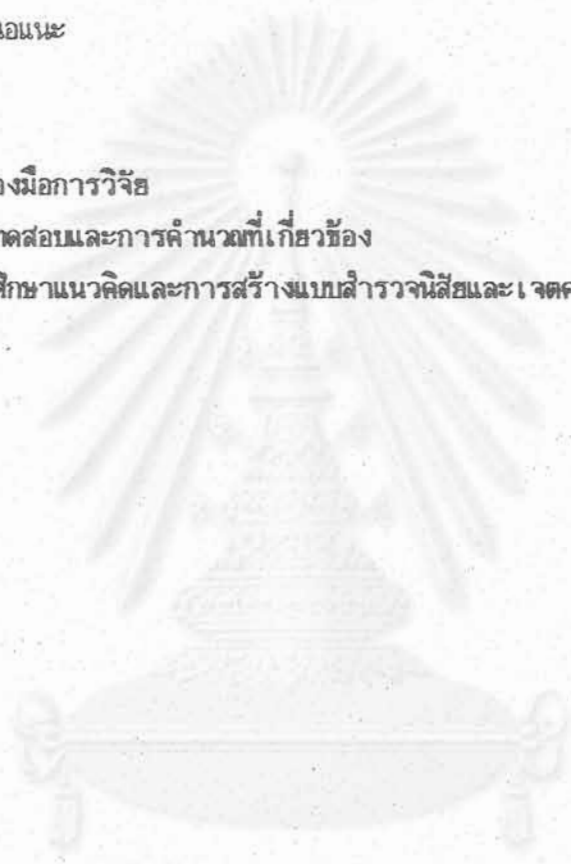 นอแนะ
องมือการวิจัย
าดสอบและการคำนวณที่เกี่ยวข้อง
ศึกษาแนวคิดและการสร้างแบบสำรวจนิสัยและเจตค